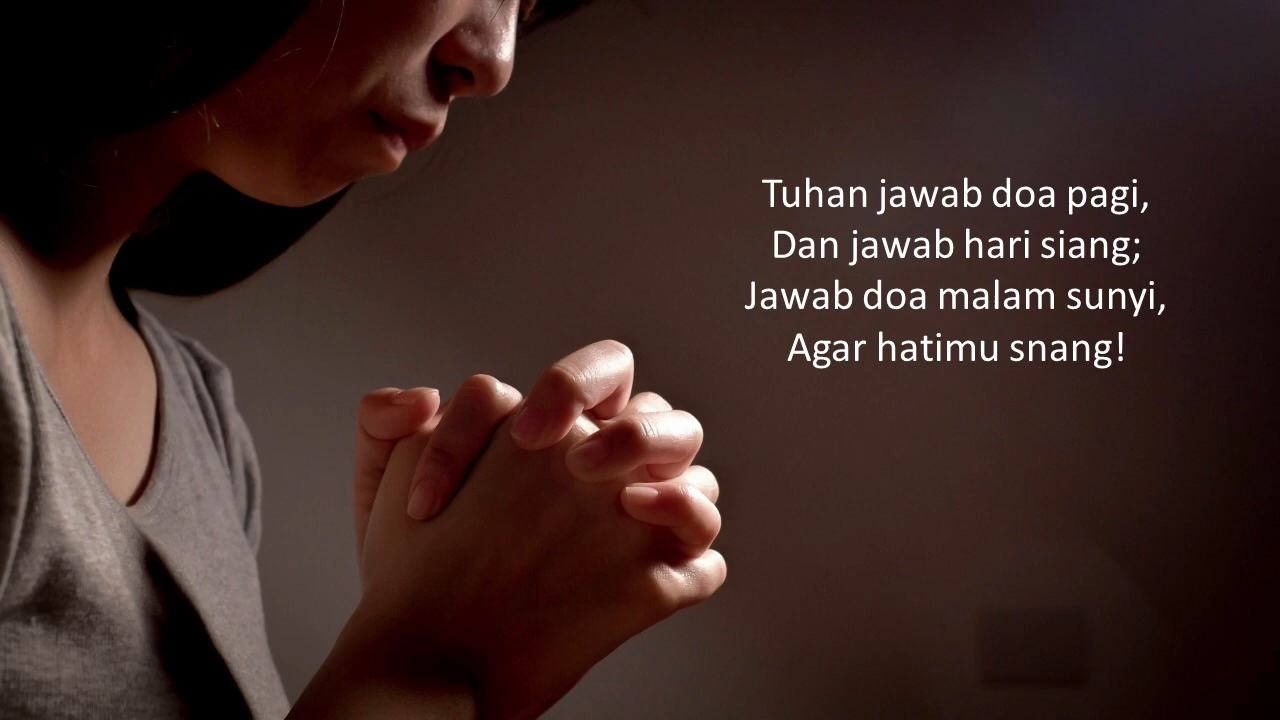 Tuhan jawab doa pagi,
Dan jawab hari siang;
Jawab doa malam sunyi,
Agar hatimu snang!